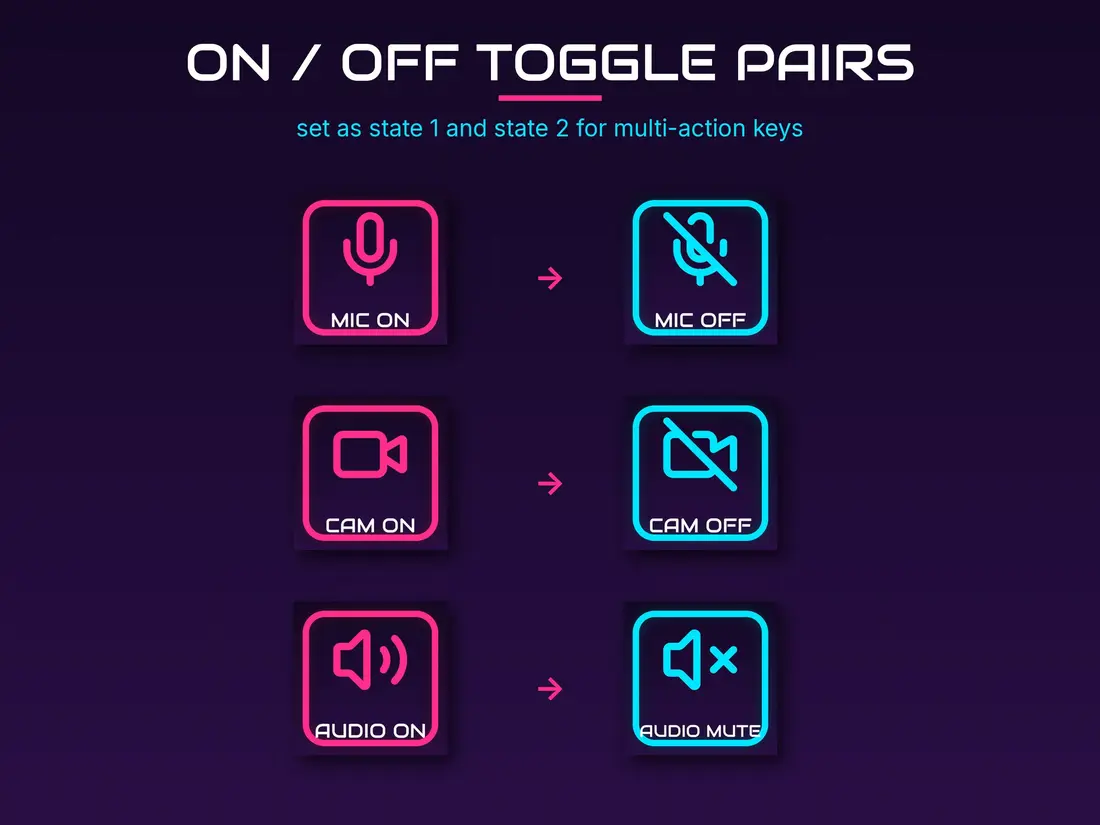 ON / OFF TOGGLE PAIRS
set as state 1 and state 2 for multi-action keys
MIC ON
MIC OFF
CAM ON
CAM OFF
AUDIO ON
AUDIO MUTE